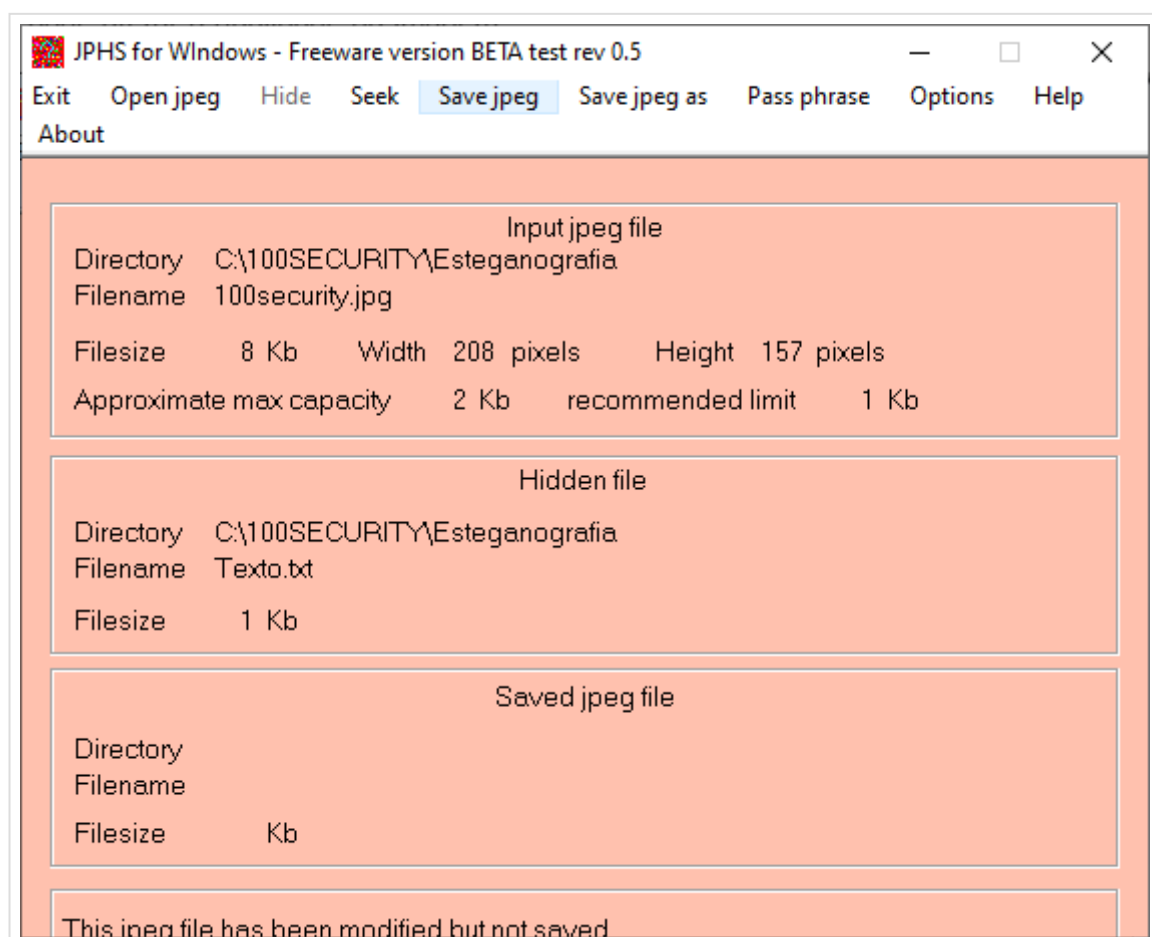 JPHS for WIndows - Freeware version BETA test rev 0.5
Exit Open jpeg Hide Seek Save jpeg Save jpeg as Pass phrase Options Help
About
Input jpeg file
Directory C:\100SECURITY\Esteganografia
Filename 100security.jpg
Filesize 8 Kb Width 208 pixels Height 157 pixels
Approximate max capacity 2 Kb recommended limit 1 Kb
Hidden file
Directory C:\100SECURITY\Esteganografia
Filename Texto.txt
Filesize 1 Kb
Saved jpeg file
Directory
Filename
Filesize Kb
This jpeg file has been modified but not saved